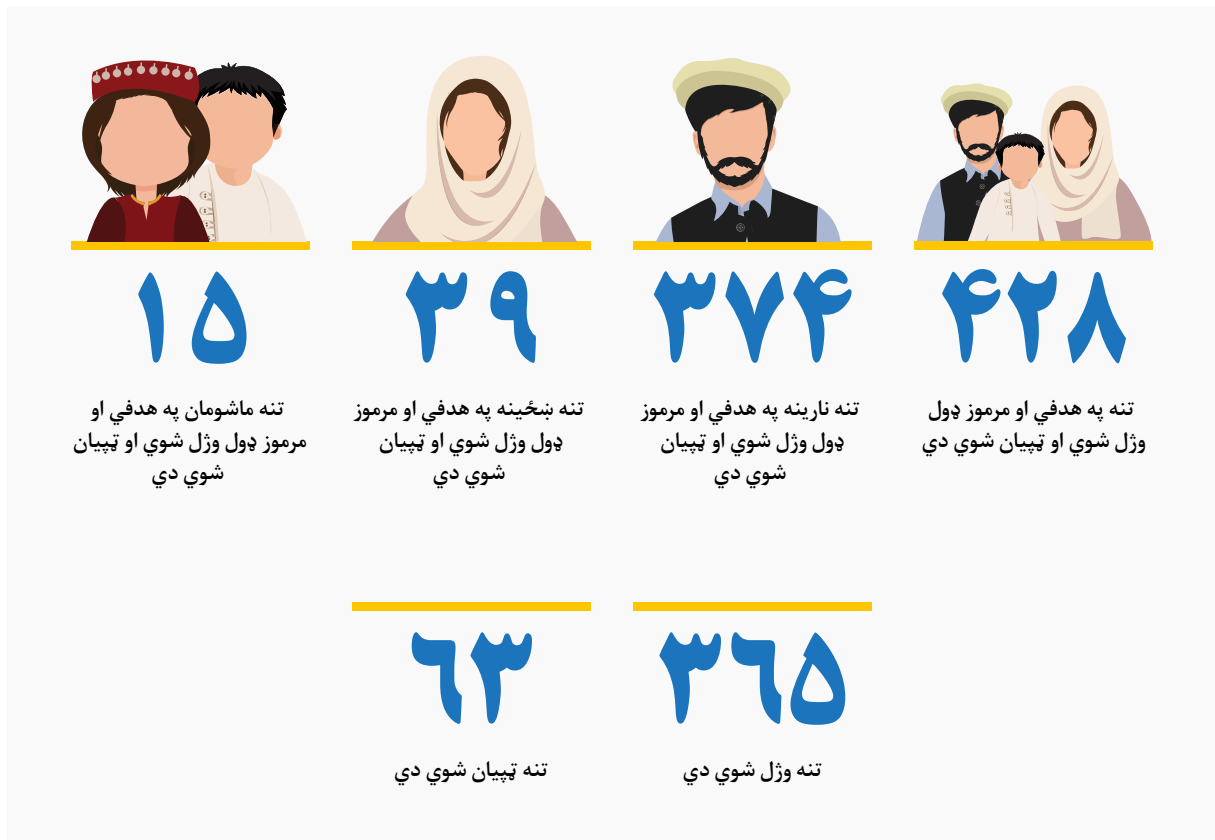 ۴۲۸
تنه په هدفي او مرموز ډول
وژل شوي او ټپيان شوي دي
۳۷۴
تنه نارينه په هدفي او مرموز
ډول وژل شوي او ټپيان
شوي دي
۳۹
تنه ښځينه په هدفي او مرموز
ډول وژل شوي او ټپيان
شوي دي
۱۵
تنه ماشومان په هدفي او
مرموز ډول وژل شوي او ټپيان
شوي دي
۳٦۵
تنه وژل شوي دي
٦۳
تنه ټپيان شوي دي